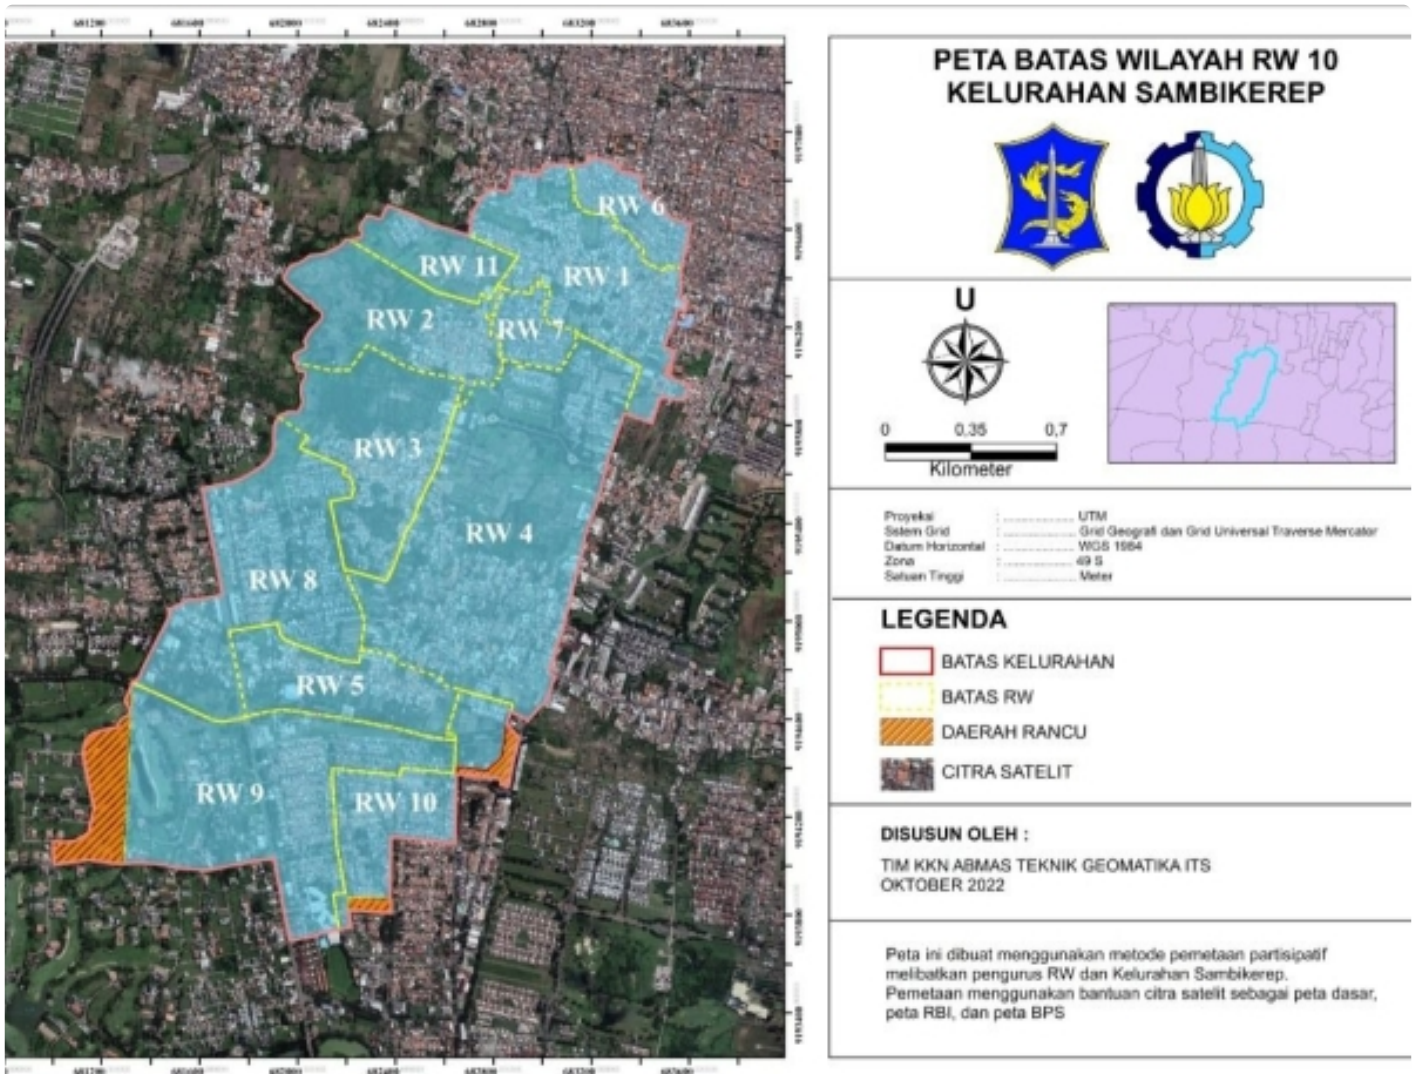 PETA BATAS WILAYAH RW 10
KELURAHAN SAMBIKEREP
U
0 0,35 0,7
Kilometer
Proyeksi : .................. UTM
Sstem Grid : .................. Grid Geografi dan Grid Universal Traverse Mercator
Datum Horizontal : .................. WGS 1984
Zona : .................. 49 S
Satuan Tinggi : .................. Meter
LEGENDA
BATAS KELURAHAN
BATAS RW
DAERAH RANCU
CITRA SATELIT
DISUSUN OLEH :
TIM KKN ABMAS TEKNIK GEOMATIKA ITS
OKTOBER 2022
Peta ini dibuat menggunakan metode pemetaan partisipatif
melibatkan pengurus RW dan Kelurahan Sambikerep.
Pemetaan menggunakan bantuan citra satelit sebagai peta dasar,
peta RBI, dan peta BPS
RW 6
RW 11
RW 1
RW 2
RW 7
RW 3
RW 4
RW 8
RW 5
RW 9
RW 10